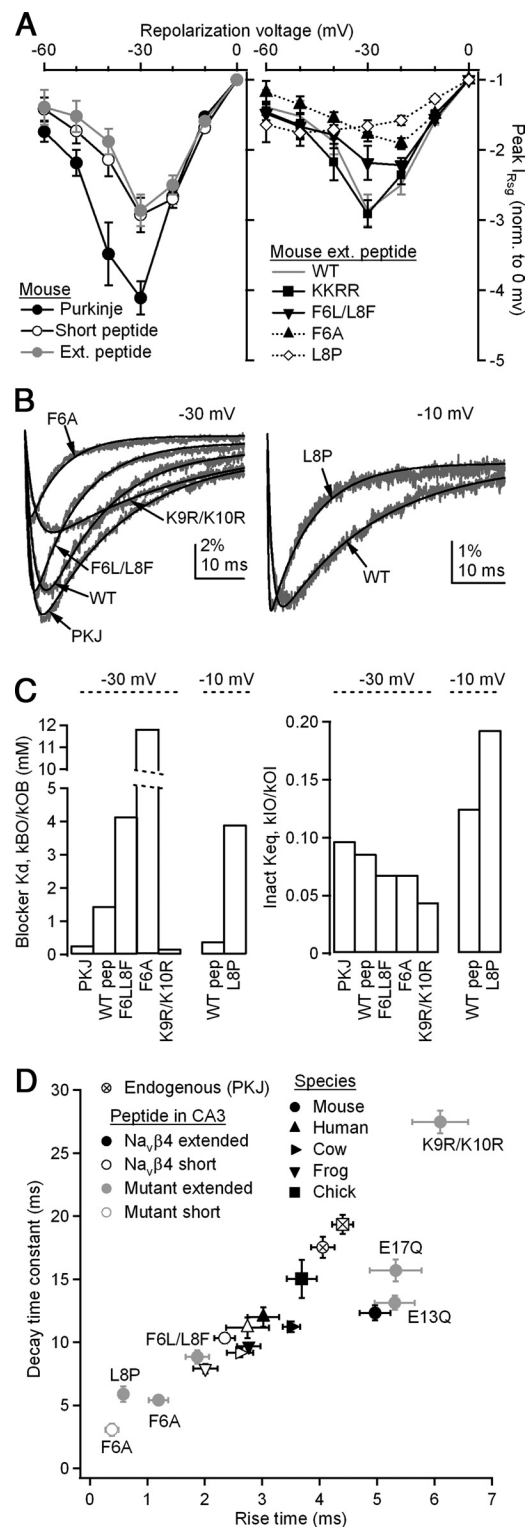 A
Repolarization voltage (mV)
-60 -30 0 -60 -30 0
-1
-2
-3
-4
-5
Peak I_Rsg (norm. to 0 mV)
Mouse
Purkinje
Short peptide
Ext. peptide
Mouse ext. peptide
WT
KKRR
F6L/L8F
F6A
L8P
B
-30 mV
F6A
K9R/K10R
F6L/L8F
WT
PKJ
2%
10 ms
-10 mV
L8P
WT
1%
10 ms
C
-30 mV -10 mV
Blocker Kd, kBO/kOB (mM)
12
11
10
5
4
3
2
1
0
PKJ
WT pep
F6LL8F
F6A
K9R/K10R
WT pep
L8P
-30 mV -10 mV
Inact Keq, kIO/kOI
0.20
0.15
0.10
0.05
0
PKJ
WT pep
F6LL8F
F6A
K9R/K10R
WT pep
L8P
D
Decay time constant (ms)
30
25
20
15
10
5
0
Endogenous (PKJ)
Peptide in CA3
Na_vβ4 extended
Na_vβ4 short
Mutant extended
Mutant short
Species
Mouse
Human
Cow
Frog
Chick
K9R/K10R
E17Q
E13Q
F6L/L8F
L8P
F6A
F6A
0 1 2 3 4 5 6 7
Rise time (ms)